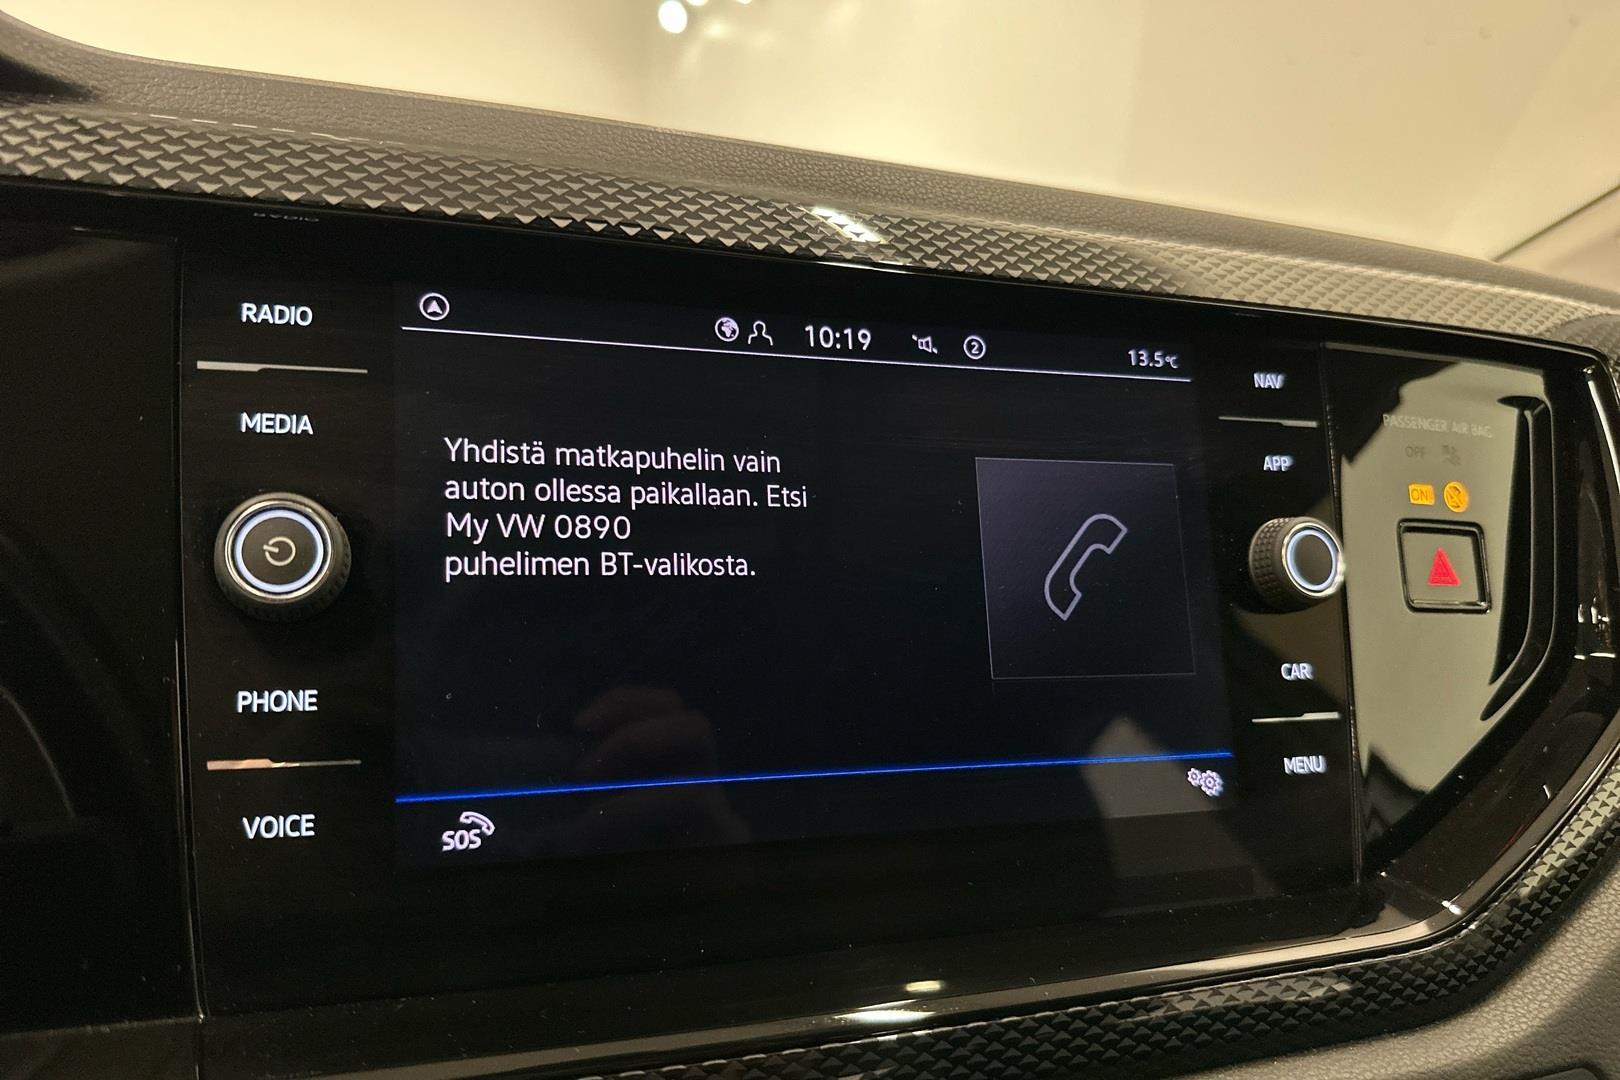 RADIO
MEDIA
PHONE
VOICE
10:19
2
13.5°C
Yhdistä matkapuhelin vain
auton ollessa paikallaan. Etsi
My VW 0890
puhelimen BT-valikosta.
SOS
NAV
APP
CAR
MENU
PASSENGER AIR BAG
OFF
ON